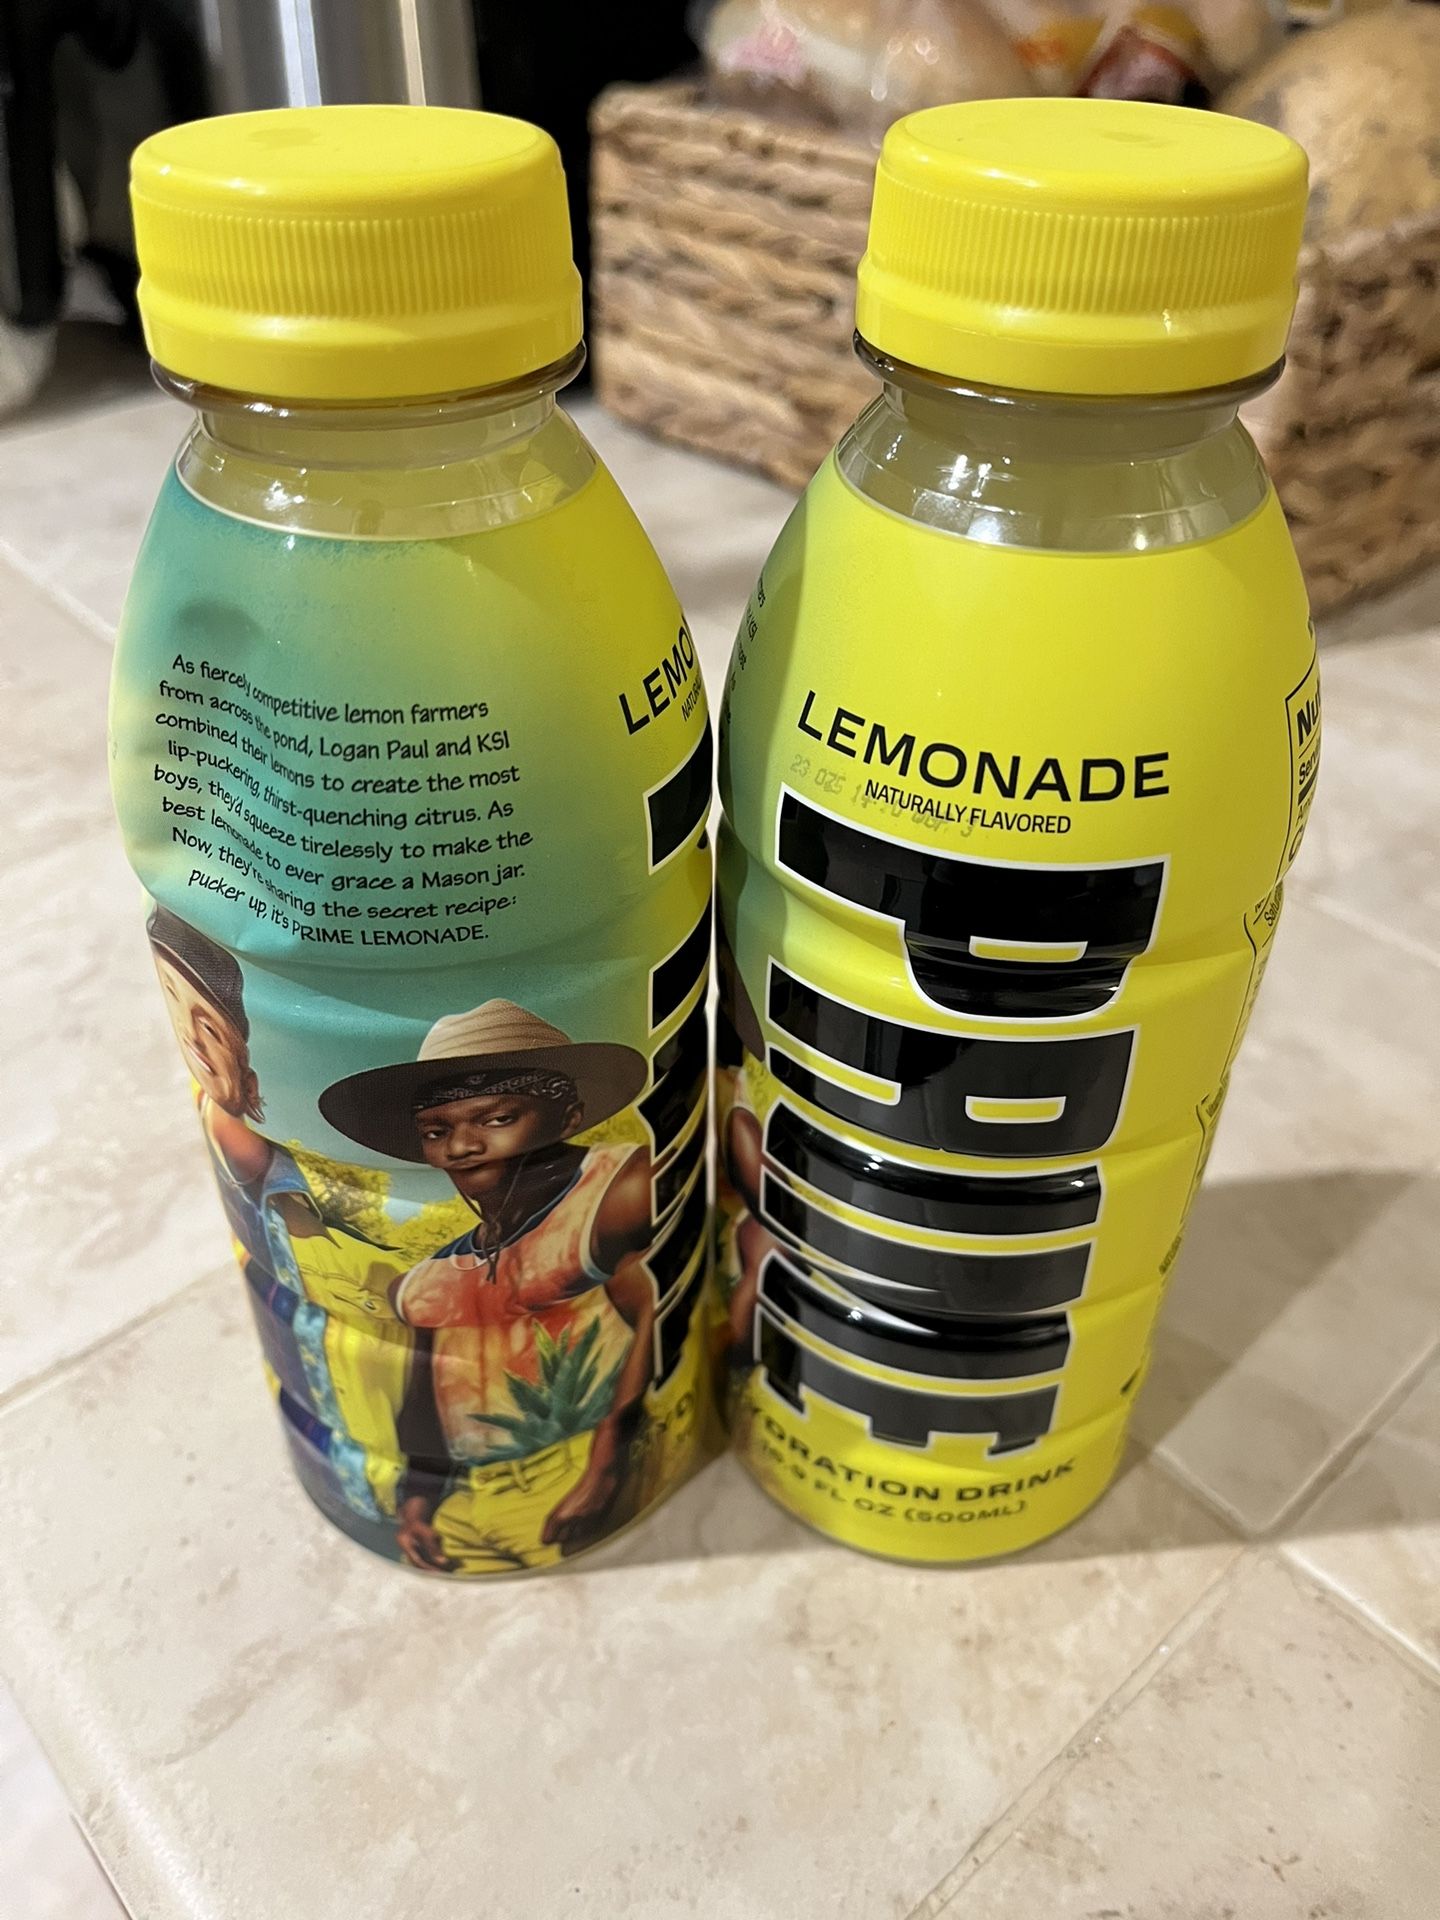 As fiercely competitive lemon farmers
from across the pond, Logan Paul and KSI
combined their lemons to create the most
lip-puckering, thirst-quenching citrus. As
boys, they'd squeeze tirelessly to make the
best lemonade to ever grace a Mason jar.
Now, they're sharing the secret recipe:
pucker up, it's PRIME LEMONADE.
LEMONADE
NATURALLY FLAVORED
PRIME
HYDRATION DRINK
16.9 FL OZ (500ML)